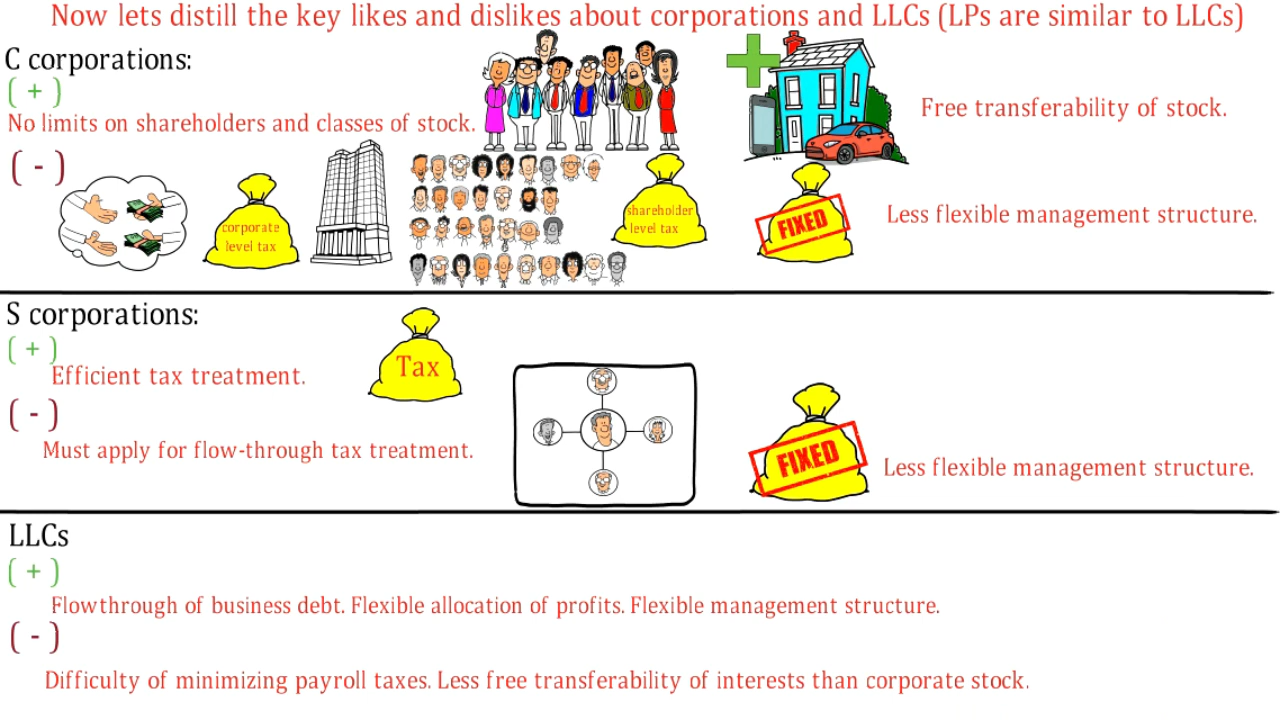 Now lets distill the key likes and dislikes about corporations and LLCs (LPs are similar to LLCs)
C corporations:
( + )
No limits on shareholders and classes of stock.
Free transferability of stock.
( - )
corporate
level tax
shareholder
level tax
FIXED
Less flexible management structure.
S corporations:
( + )
Efficient tax treatment.
Tax
( - )
Must apply for flow-through tax treatment.
FIXED
Less flexible management structure.
LLCs
( + )
Flowthrough of business debt. Flexible allocation of profits. Flexible management structure.
( - )
Difficulty of minimizing payroll taxes. Less free transferability of interests than corporate stock.